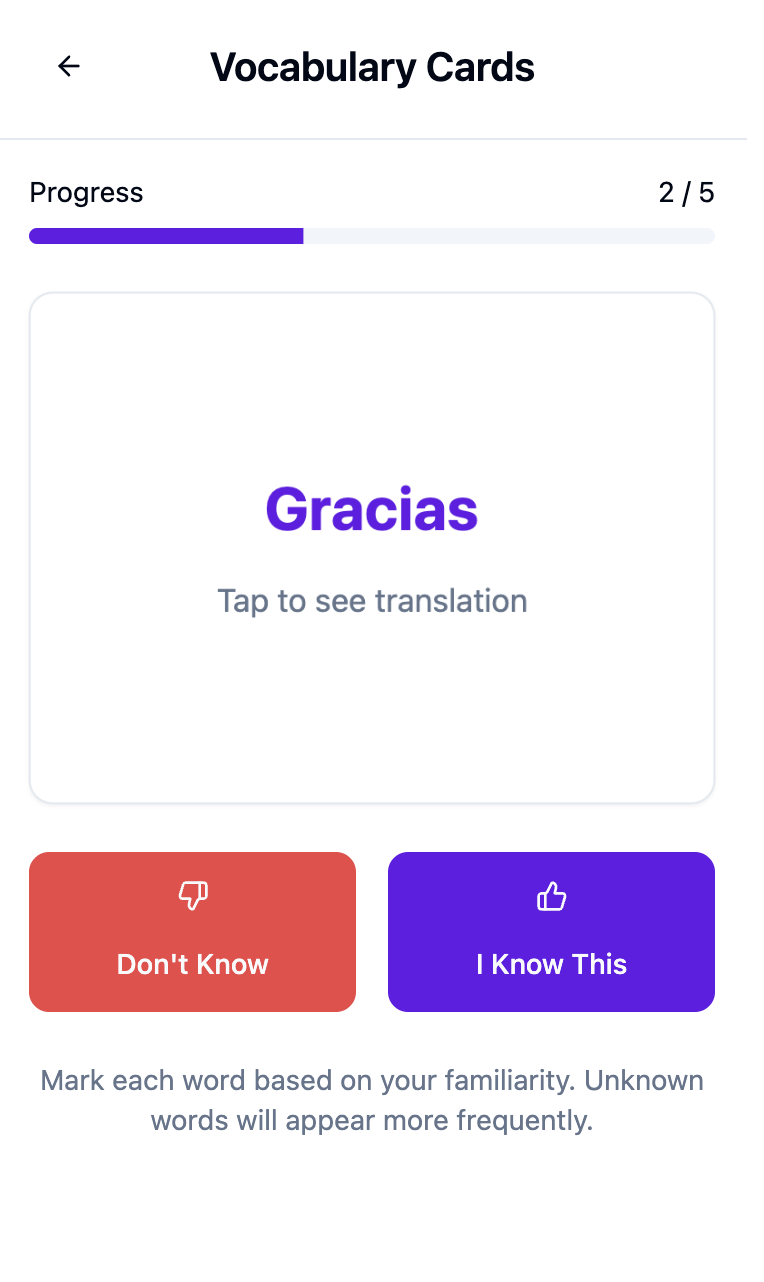 Vocabulary Cards
Progress
2 / 5
Gracias
Tap to see translation
Don't Know
I Know This
Mark each word based on your familiarity. Unknown
words will appear more frequently.